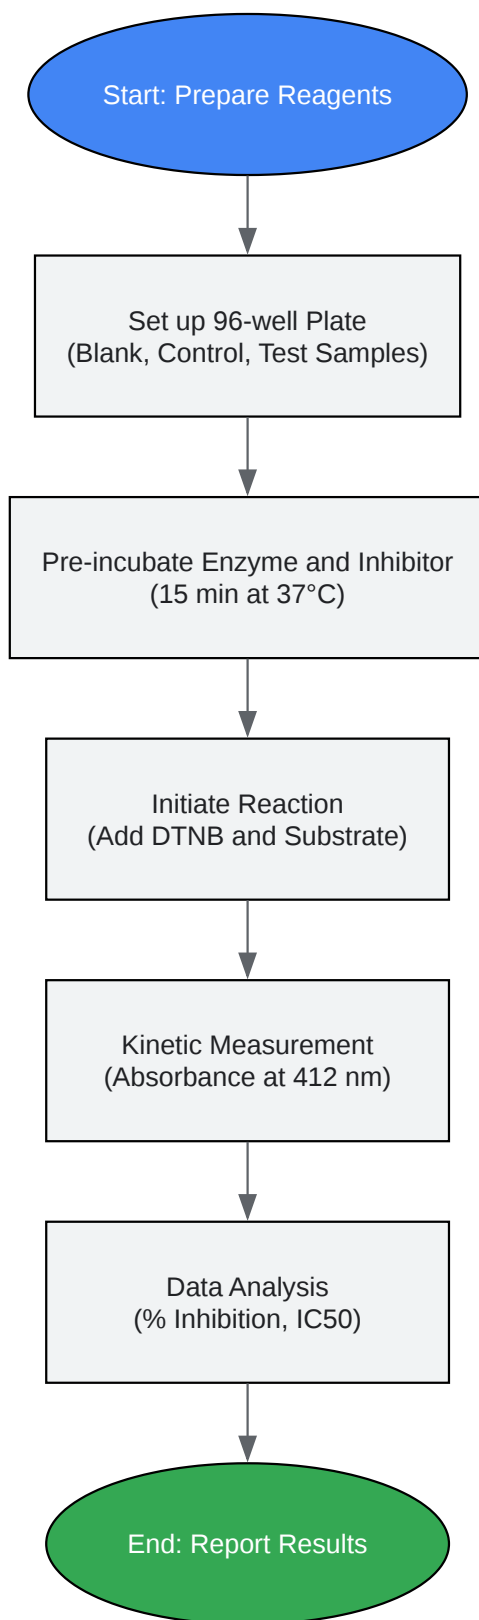 Start: Prepare Reagents
Set up 96-well Plate
(Blank, Control, Test Samples)
Pre-incubate Enzyme and Inhibitor
(15 min at 37°C)
Initiate Reaction
(Add DTNB and Substrate)
Kinetic Measurement
(Absorbance at 412 nm)
Data Analysis
(% Inhibition, IC50)
End: Report Results